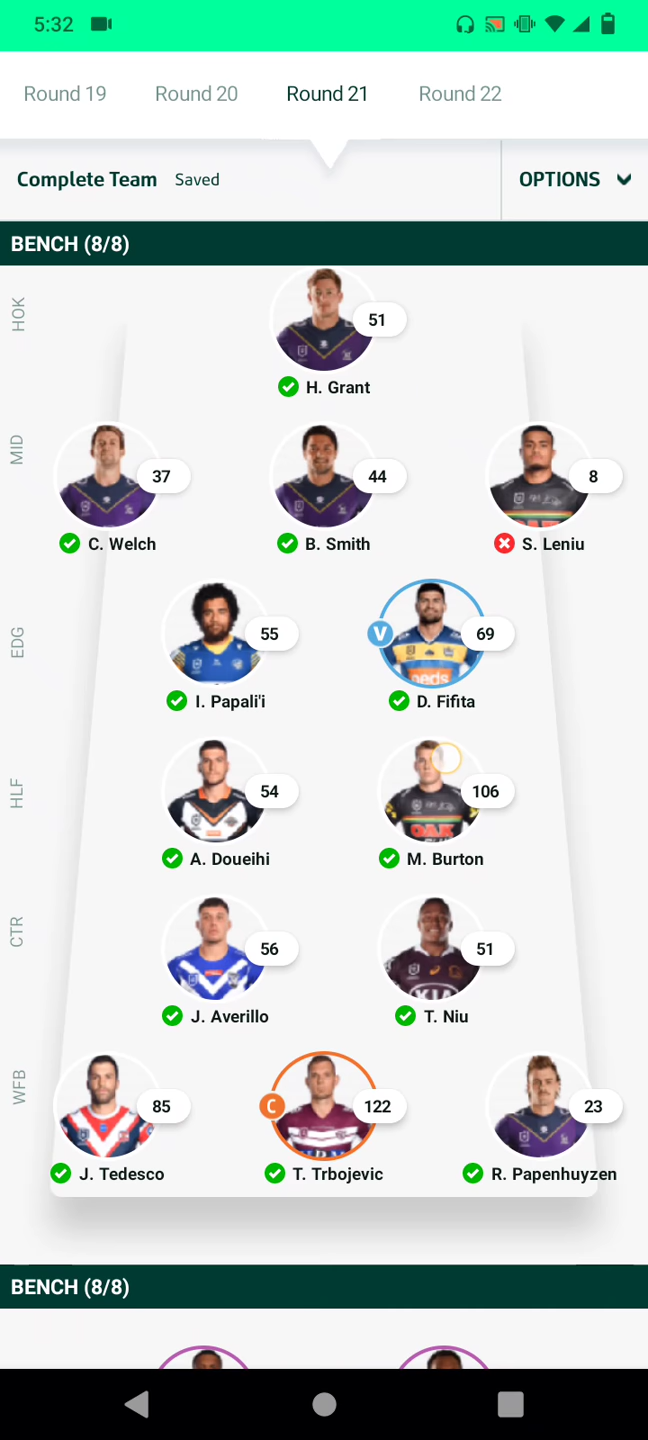 5:32
Round 19 Round 20 Round 21 Round 22
Complete Team Saved OPTIONS
BENCH (8/8)
HOK
51
H. Grant
MID
37 44 8
C. Welch B. Smith S. Leniu
EDG
55 V 69
I. Papali'i D. Fifita
HLF
54 106
A. Doueihi M. Burton
CTR
56 51
J. Averillo T. Niu
WFB
85 C 122 23
J. Tedesco T. Trbojevic R. Papenhuyzen
BENCH (8/8)